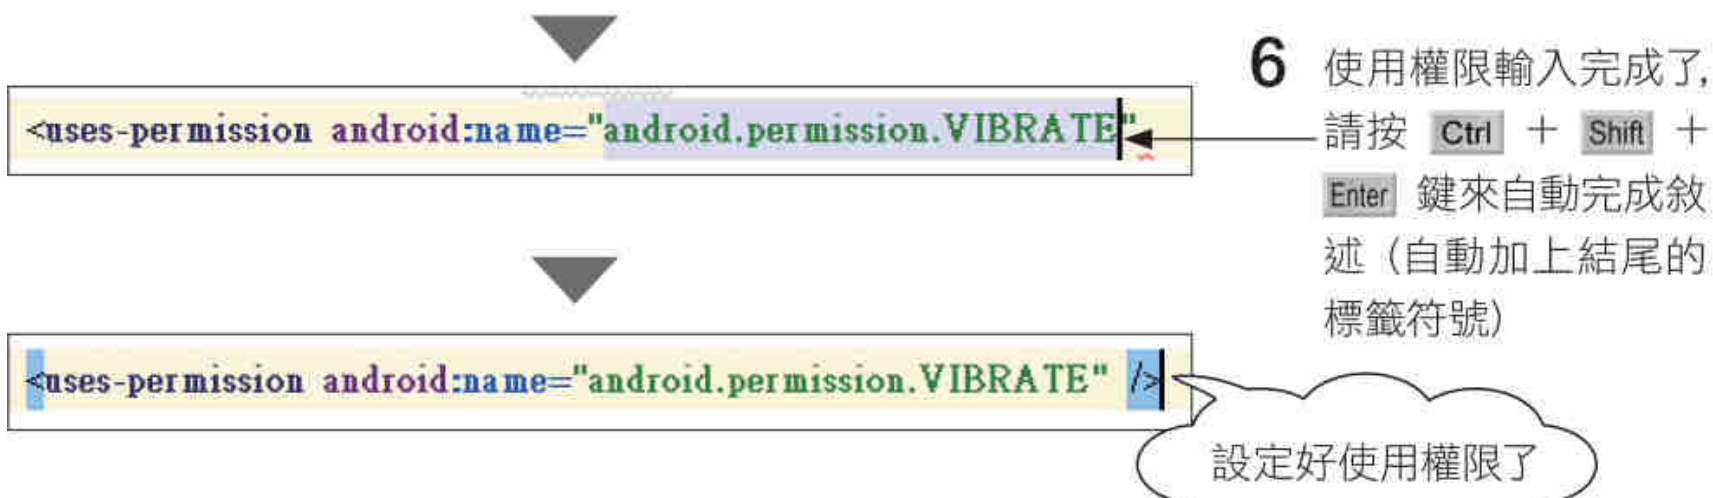 <uses-permission android:name="android.permission.VIBRATE"
6 使用權限輸入完成了,
請按 Ctrl + Shift +
Enter 鍵來自動完成敘
述（自動加上結尾的
標籤符號）
<uses-permission android:name="android.permission.VIBRATE" />
設定好使用權限了